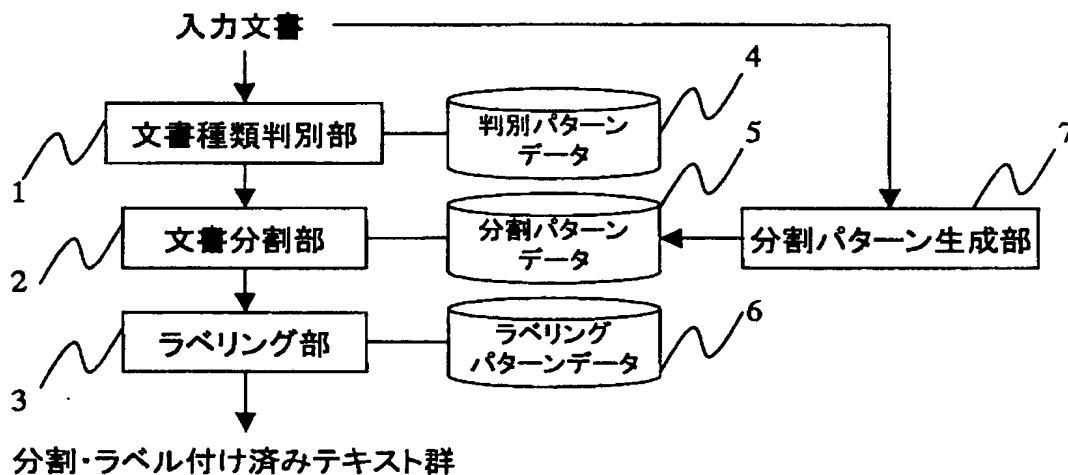 入力文書
4
文書種類判別部
判別パターン
データ
1
5
7
文書分割部
分割パターン
データ
分割パターン生成部
2
6
ラベリング部
ラベリング
パターンデータ
3
分割・ラベル付け済みテキスト群